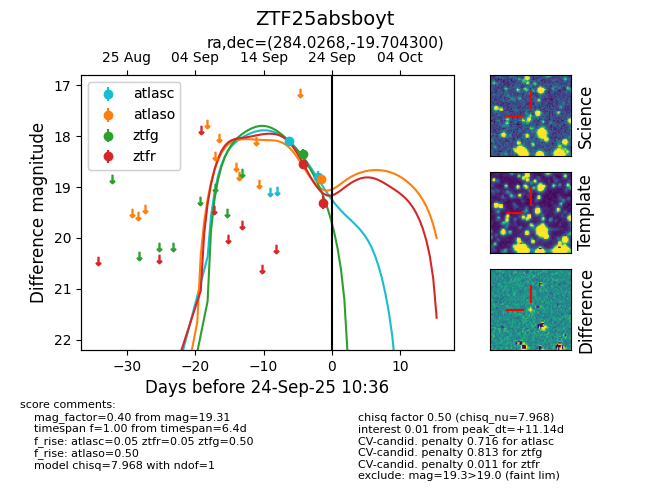 ZTF25absboyt
ra,dec=(284.0268,-19.704300)
25 Aug 04 Sep 14 Sep 24 Sep 04 Oct
atlasc
atlaso
ztfg
ztfr
17
18
19
20
21
22
Difference magnitude
−30 −20 −10 0 10
Days before 24-Sep-25 10:36
Science
Template
Difference
score comments:
mag_factor=0.40 from mag=19.31
timespan f=1.00 from timespan=6.4d
f_rise: atlasc=0.05 ztfr=0.05 ztfg=0.50
f_rise: atlaso=0.50
model chisq=7.968 with ndof=1
chisq factor 0.50 (chisq_nu=7.968)
interest 0.01 from peak_dt=+11.14d
CV-candid. penalty 0.716 for atlasc
CV-candid. penalty 0.813 for ztfg
CV-candid. penalty 0.011 for ztfr
exclude: mag=19.3>19.0 (faint lim)